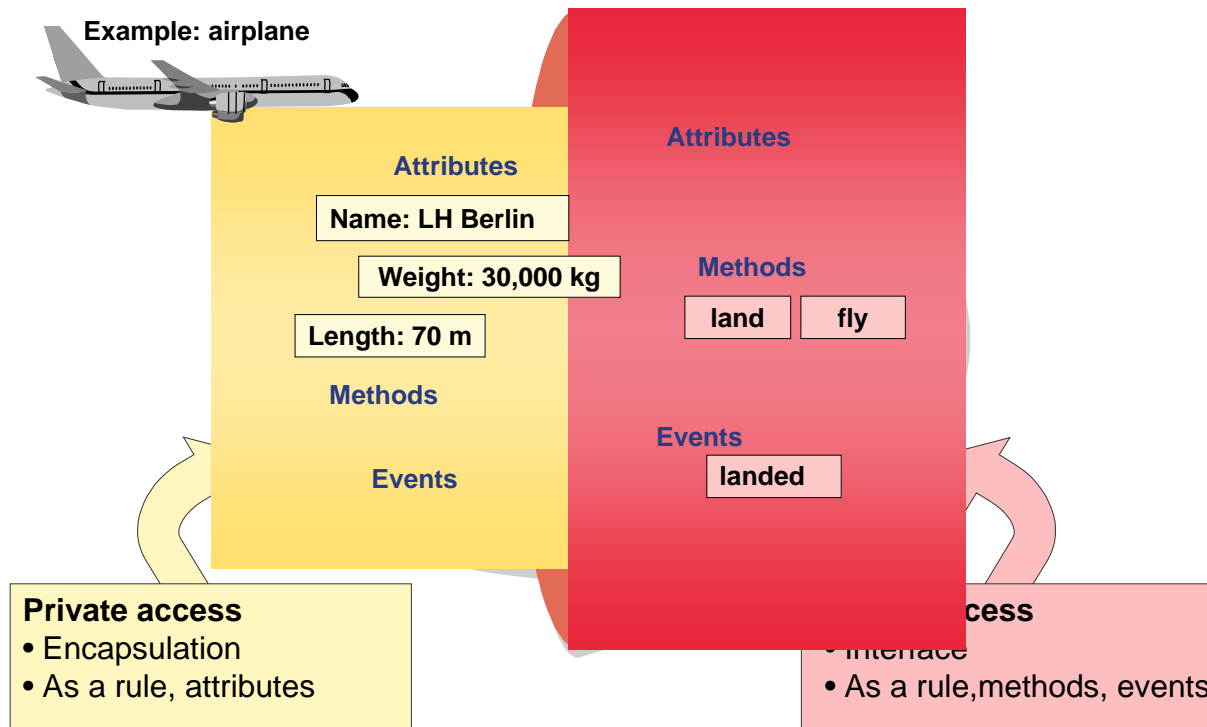 Example: airplane
Attributes
Name: LH Berlin
Weight: 30,000 kg
Length: 70 m
Methods
Events
Attributes
Methods
land
fly
Events
landed
Private access
• Encapsulation
• As a rule, attributes
• Interface
• As a rule,methods, events